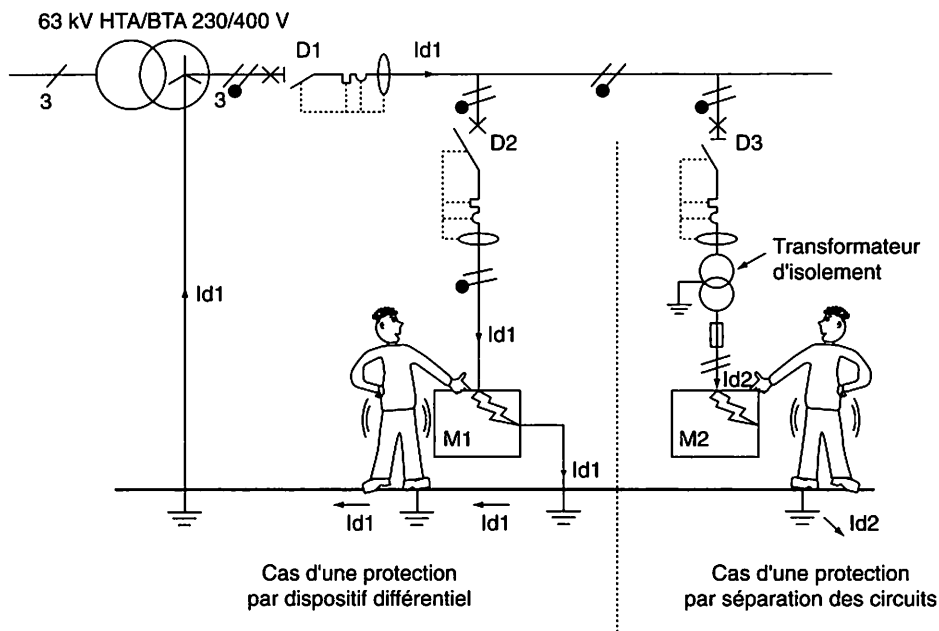 63 kV HTA/BTA 230/400 V
D1
Id1
3
3
D2
D3
Transformateur
d'isolement
Id1
Id1
Id2
M1
M2
Id1
Id1
Id1
Id2
Cas d'une protection
par dispositif différentiel
Cas d'une protection
par séparation des circuits